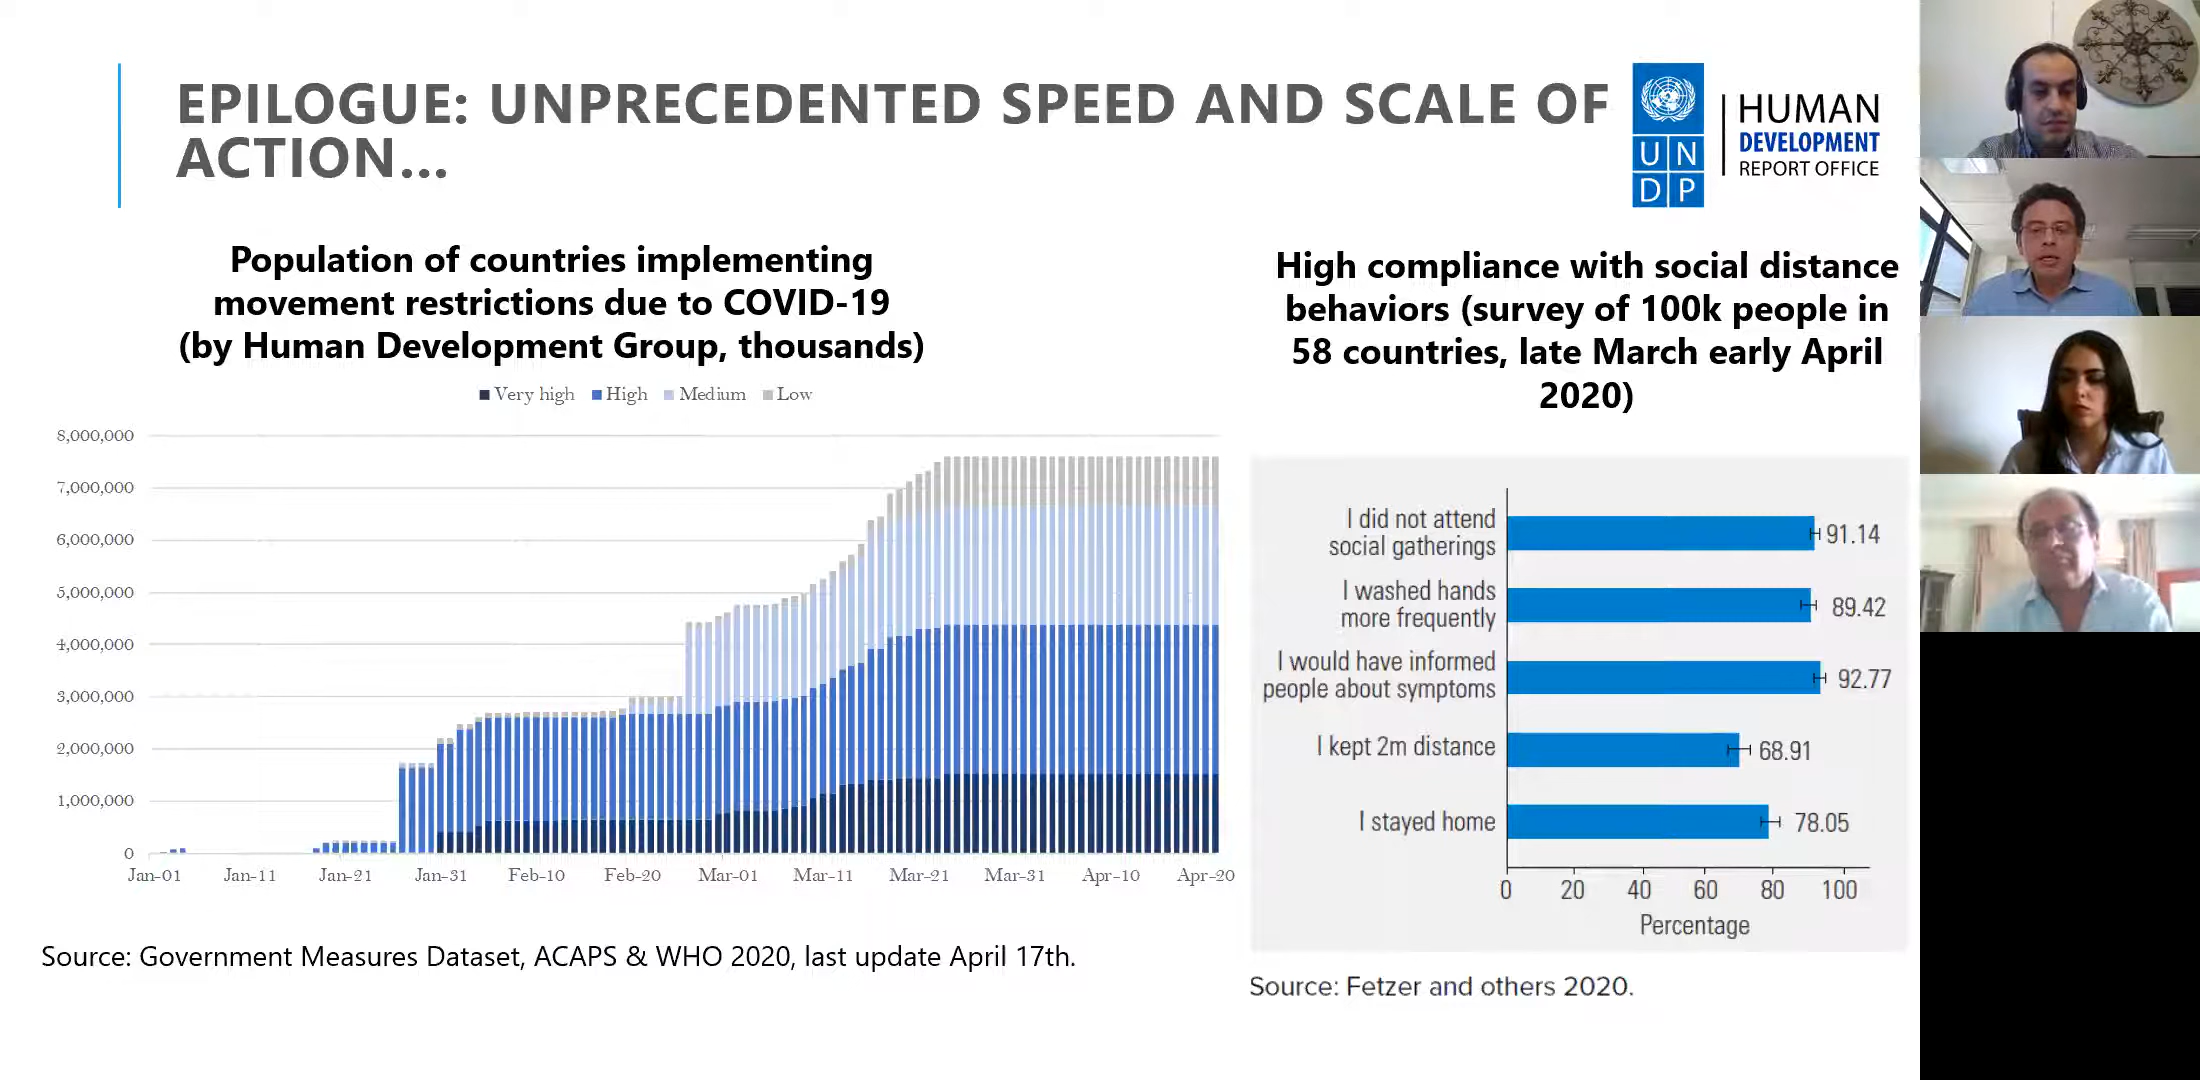 EPILOGUE: UNPRECEDENTED SPEED AND SCALE OF
ACTION...
UN
DP
HUMAN
DEVELOPMENT
REPORT OFFICE
Population of countries implementing
movement restrictions due to COVID-19
(by Human Development Group, thousands)
Very high High Medium Low
8,000,000
7,000,000
6,000,000
5,000,000
4,000,000
3,000,000
2,000,000
1,000,000
0
Jan-01 Jan-11 Jan-21 Jan-31 Feb-10 Feb-20 Mar-01 Mar-11 Mar-21 Mar-31 Apr-10 Apr-20
Source: Government Measures Dataset, ACAPS & WHO 2020, last update April 17th.
High compliance with social distance
behaviors (survey of 100k people in
58 countries, late March early April
2020)
I did not attend
social gatherings
91.14
I washed hands
more frequently
89.42
I would have informed
people about symptoms
92.77
I kept 2m distance
68.91
I stayed home
78.05
0 20 40 60 80 100
Percentage
Source: Fetzer and others 2020.